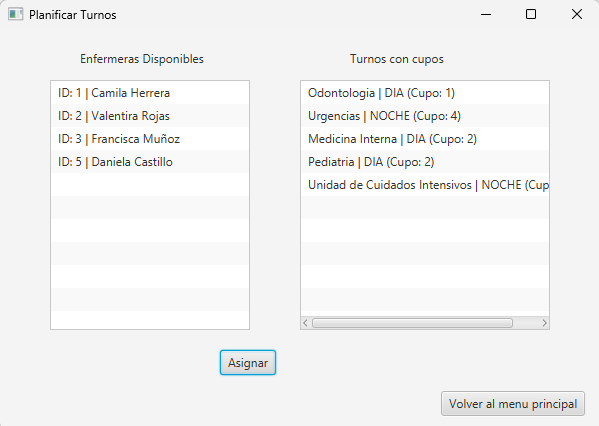 Planificar Turnos
Enfermeras Disponibles
ID: 1 | Camila Herrera
ID: 2 | Valentira Rojas
ID: 3 | Francisca Muñoz
ID: 5 | Daniela Castillo
Turnos con cupos
Odontologia | DIA (Cupo: 1)
Urgencias | NOCHE (Cupo: 4)
Medicina Interna | DIA (Cupo: 2)
Pediatria | DIA (Cupo: 2)
Unidad de Cuidados Intensivos | NOCHE (Cup
Asignar
Volver al menu principal